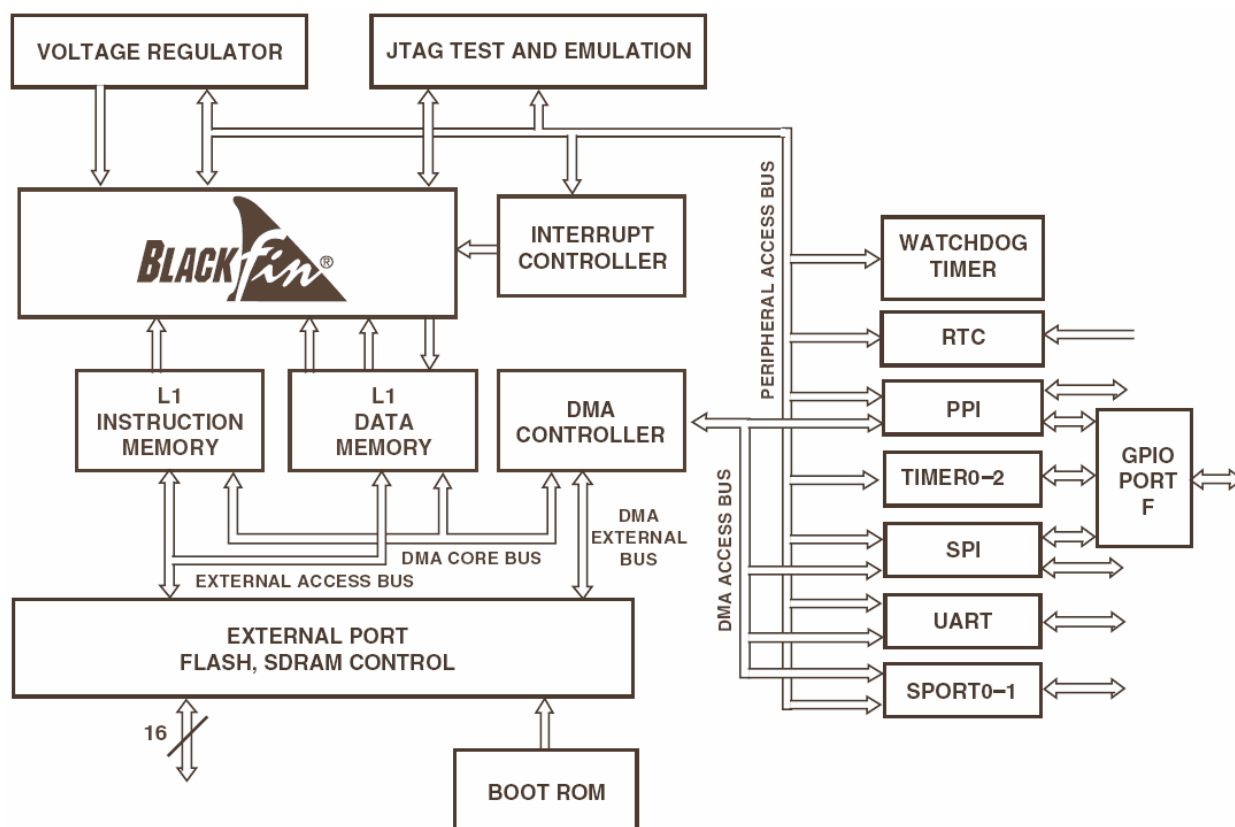 VOLTAGE REGULATOR
JTAG TEST AND EMULATION
BLACKfin®
INTERRUPT
CONTROLLER
PERIPHERAL ACCESS BUS
WATCHDOG
TIMER
RTC
L1
INSTRUCTION
MEMORY
L1
DATA
MEMORY
DMA
CONTROLLER
PPI
GPIO
PORT
F
TIMER0–2
DMA ACCESS BUS
DMA
EXTERNAL
BUS
DMA CORE BUS
EXTERNAL ACCESS BUS
SPI
UART
SPORT0–1
EXTERNAL PORT
FLASH, SDRAM CONTROL
16
BOOT ROM